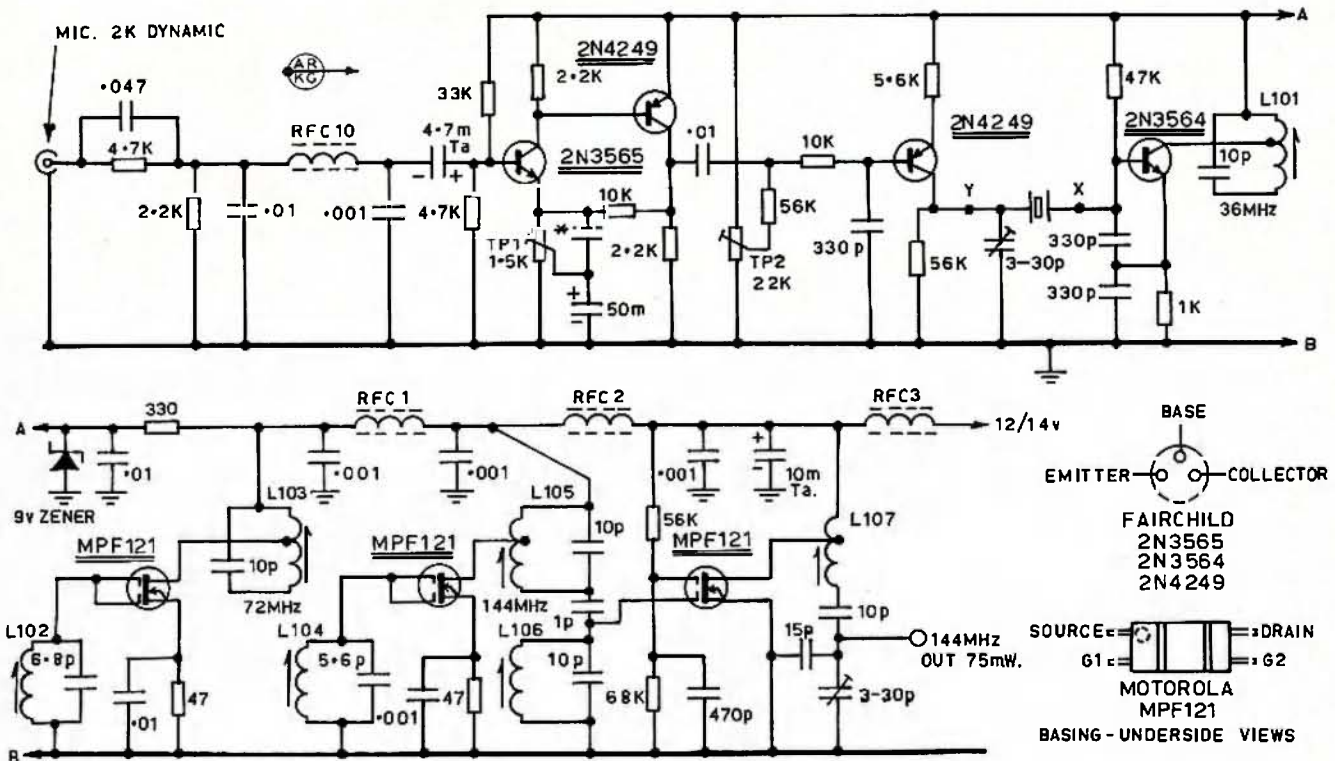 MIC. 2K DYNAMIC
AR
KG
A
2N4249
2·2K
33K
5·6K
47K
L101
·047
4·7K
RFC 10
4·7m
Ta
- +
2N3565
·01
10K
2N4249
2N3564
10p
36MHz
2·2K
·01
·001
4·7K
10K
TP1
1·5K
*
2·2K
+
-
50m
56K
TP2
22K
330p
56K
Y
X
3-30p
330p
330p
1K
B
A
330
RFC1
RFC2
RFC3
12/14v
·01
9v ZENER
·001
·001
·001
+
-
10m
Ta.
L103
L105
L107
MPF121
10p
72MHz
MPF121
10p
144MHz
1p
56K
MPF121
10p
15p
144MHz
OUT 75mW.
L102
6·8p
·01
47
L104
5·6p
·001
47
L106
10p
68K
470p
3-30p
B
BASE
EMITTER
COLLECTOR
FAIRCHILD
2N3565
2N3564
2N4249
SOURCE
DRAIN
G1
G2
MOTOROLA
MPF121
BASING - UNDERSIDE VIEWS